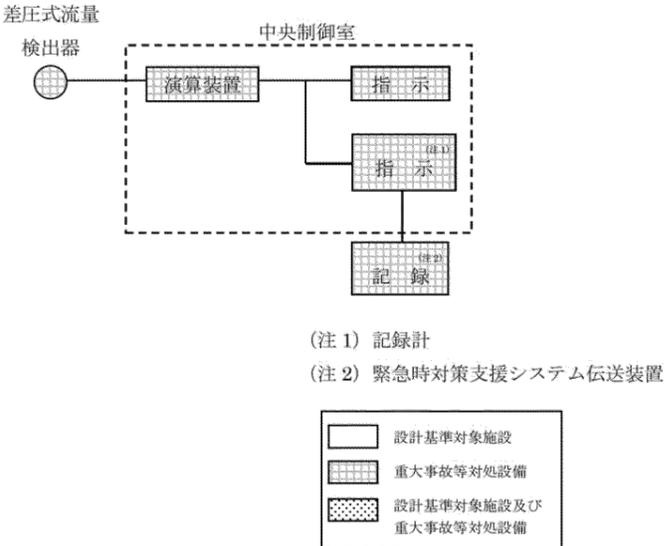 差圧式流量
検出器
中央制御室
演算装置
指 示
指 示(注1)
記 録(注2)
(注 1) 記録計
(注 2) 緊急時対策支援システム伝送装置
設計基準対象施設
重大事故等対処設備
設計基準対象施設及び
重大事故等対処設備